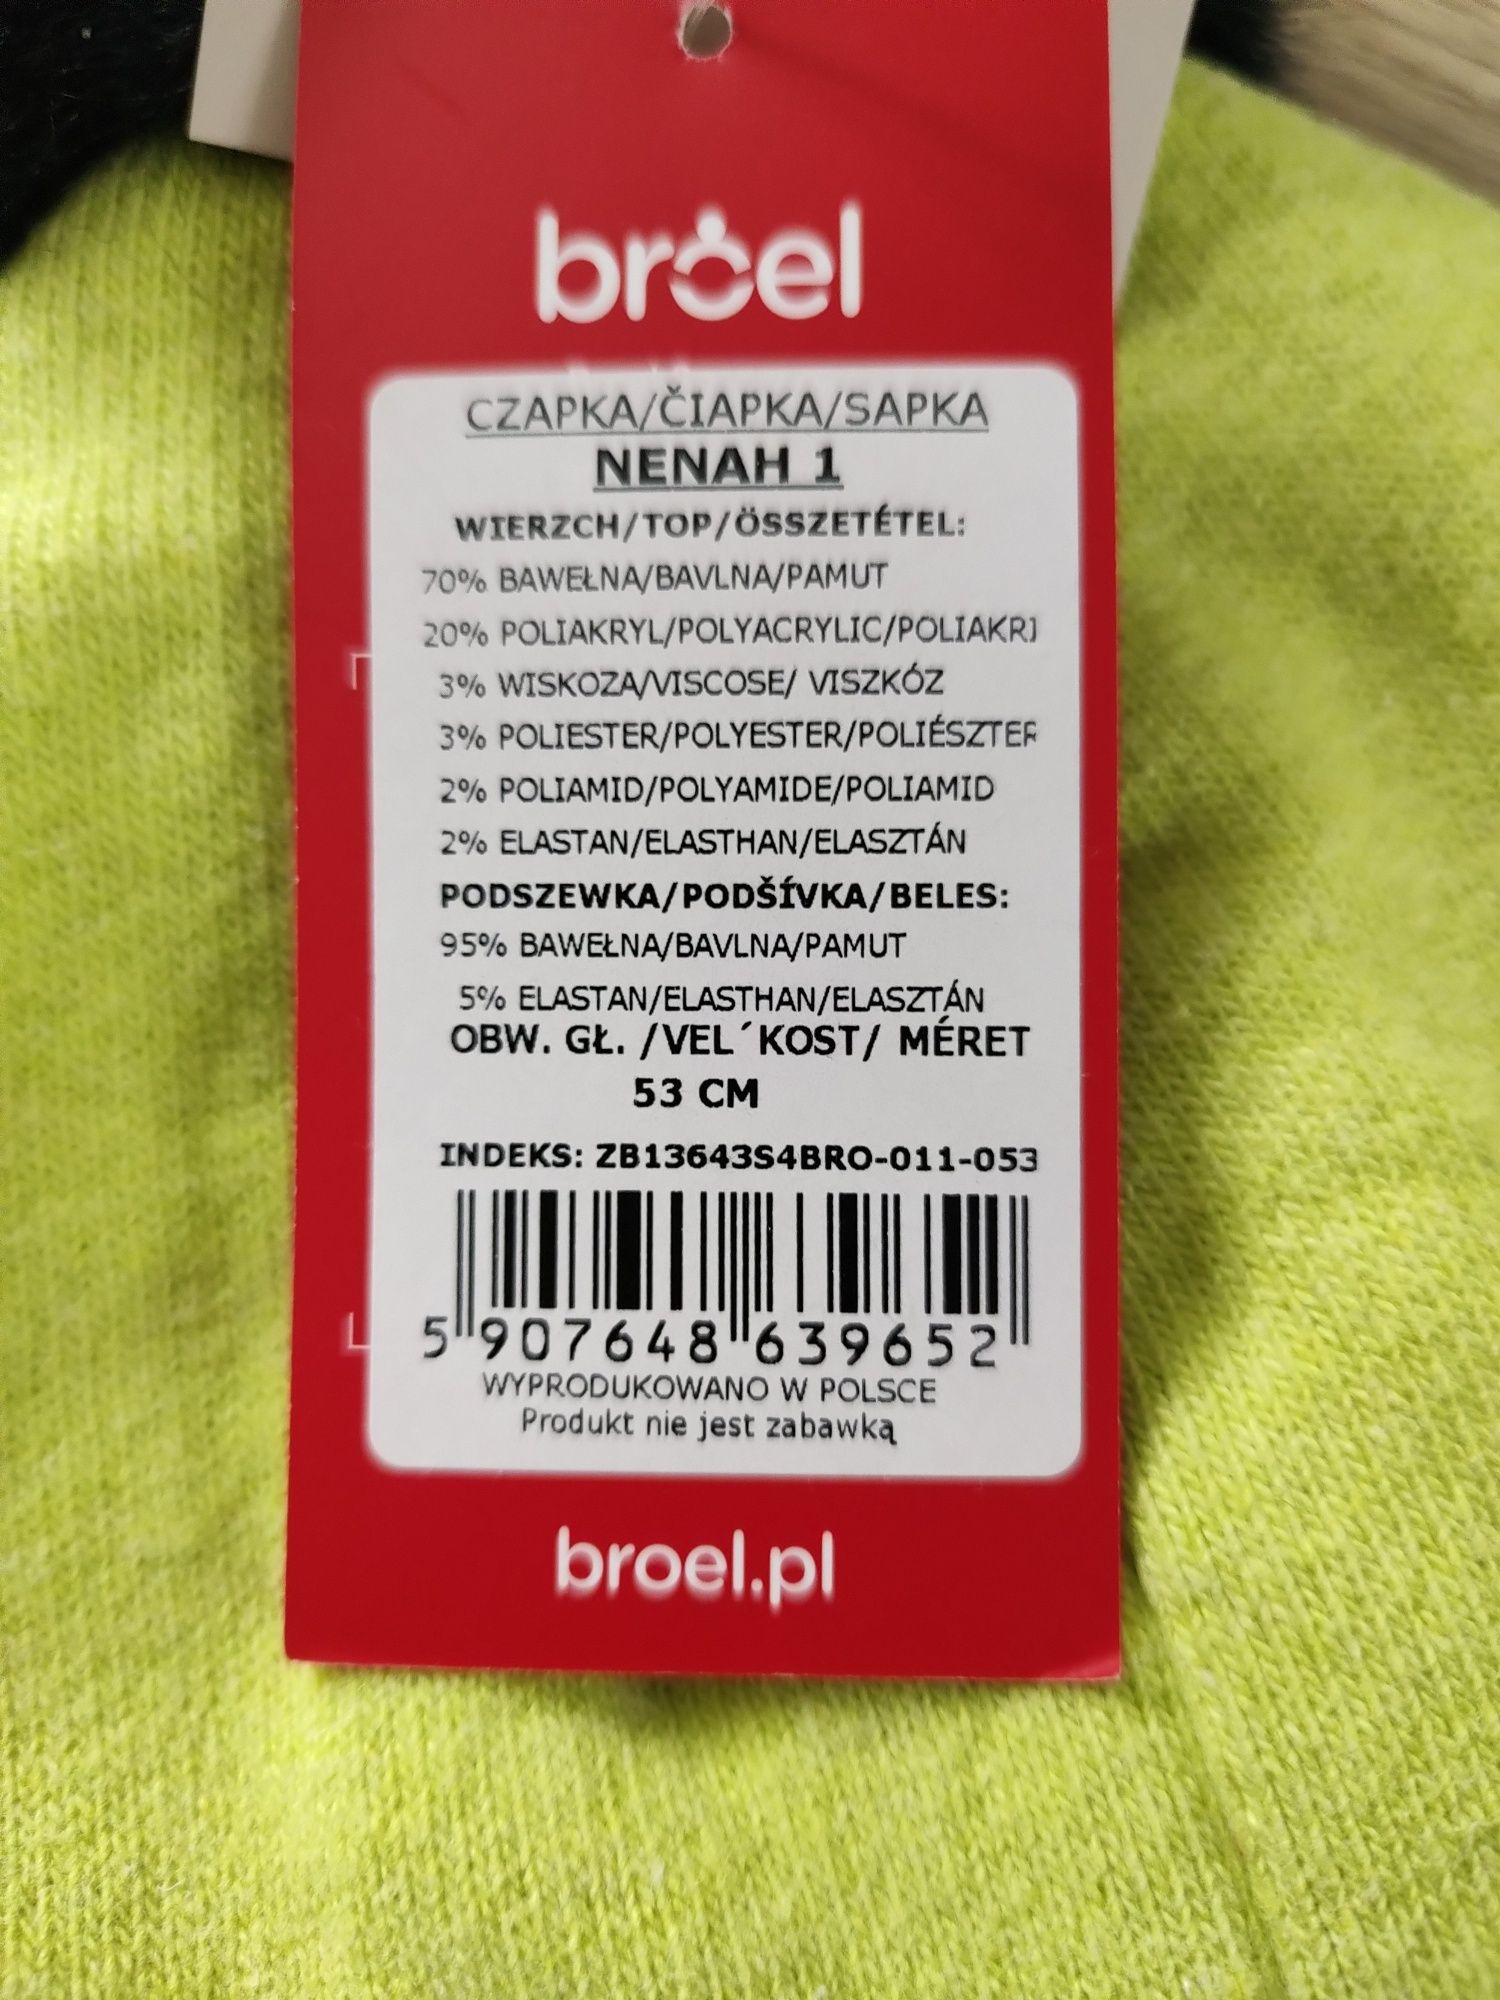 broel
CZAPKA/ČIAPKA/SAPKA
NENAH 1
WIERZCH/TOP/ÖSSZETÉTEL:
70% BAWEŁNA/BAVLNA/PAMUT
20% POLIAKRYL/POLYACRYLIC/POLIAKRI
3% WISKOZA/VISCOSE/ VISZKÓZ
3% POLIESTER/POLYESTER/POLIÉSZTER
2% POLIAMID/POLYAMIDE/POLIAMID
2% ELASTAN/ELASTHAN/ELASZTÁN
PODSZEWKA/PODŠÍVKA/BELES:
95% BAWEŁNA/BAVLNA/PAMUT
5% ELASTAN/ELASTHAN/ELASZTÁN
OBW. GŁ. /VEL´KOST/ MÉRET
53 CM
INDEKS: ZB13643S4BRO-011-053
5 907648 639652
WYPRODUKOWANO W POLSCE
Produkt nie jest zabawką
broel.pl